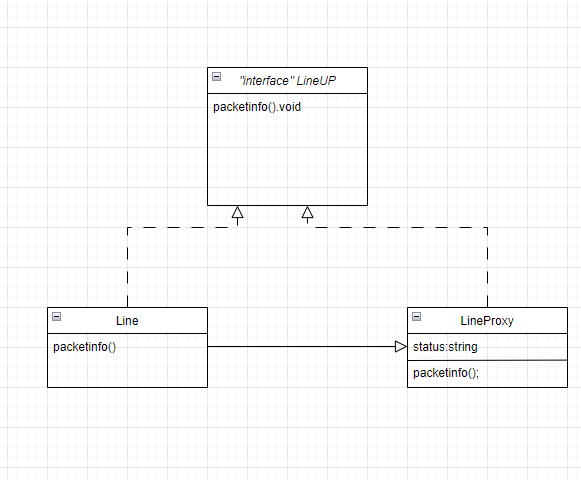 "interface" LineUP
packetinfo().void
Line
packetinfo()
LineProxy
status:string
packetinfo();